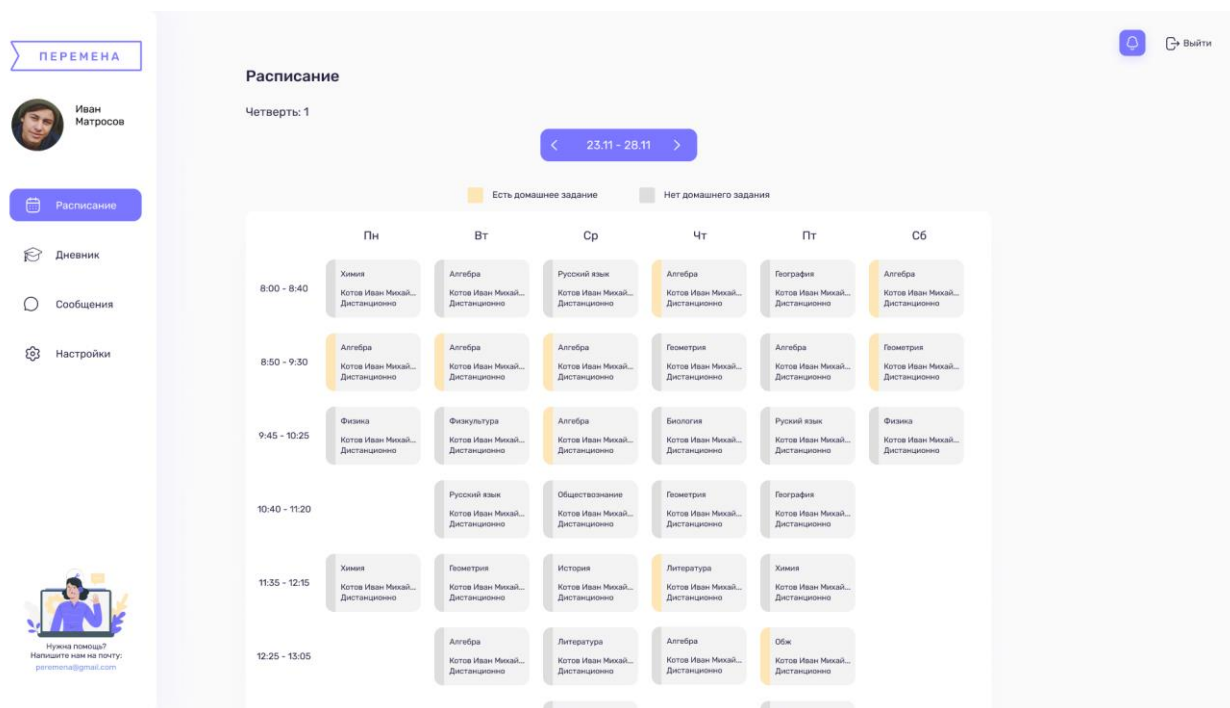 ПЕРЕМЕНА
Иван
Матросов
Расписание
Дневник
Сообщения
Настройки
Нужна помощь?
Напишите нам на почту:
peremena@gmail.com
Выйти
Расписание
Четверть: 1
23.11 - 28.11
Есть домашнее задание Нет домашнего задания
Пн Вт Ср Чт Пт Сб
Химия Алгебра Русский язык Алгебра География Алгебра
8:00 - 8:40 Котов Иван Михай... Котов Иван Михай... Котов Иван Михай... Котов Иван Михай... Котов Иван Михай... Котов Иван Михай...
Дистанционно Дистанционно Дистанционно Дистанционно Дистанционно Дистанционно
Алгебра Алгебра Алгебра Геометрия Алгебра Геометрия
8:50 - 9:30 Котов Иван Михай... Котов Иван Михай... Котов Иван Михай... Котов Иван Михай... Котов Иван Михай... Котов Иван Михай...
Дистанционно Дистанционно Дистанционно Дистанционно Дистанционно Дистанционно
Физика Физкультура Алгебра Биология Руский язык Физика
9:45 - 10:25 Котов Иван Михай... Котов Иван Михай... Котов Иван Михай... Котов Иван Михай... Котов Иван Михай... Котов Иван Михай...
Дистанционно Дистанционно Дистанционно Дистанционно Дистанционно Дистанционно
Русский язык Обществознание Геометрия География
10:40 - 11:20 Котов Иван Михай... Котов Иван Михай... Котов Иван Михай... Котов Иван Михай...
Дистанционно Дистанционно Дистанционно Дистанционно
Химия Геометрия История Литература Химия
11:35 - 12:15 Котов Иван Михай... Котов Иван Михай... Котов Иван Михай... Котов Иван Михай... Котов Иван Михай...
Дистанционно Дистанционно Дистанционно Дистанционно Дистанционно
Алгебра Литература Алгебра Обж
12:25 - 13:05 Котов Иван Михай... Котов Иван Михай... Котов Иван Михай... Котов Иван Михай...
Дистанционно Дистанционно Дистанционно Дистанционно